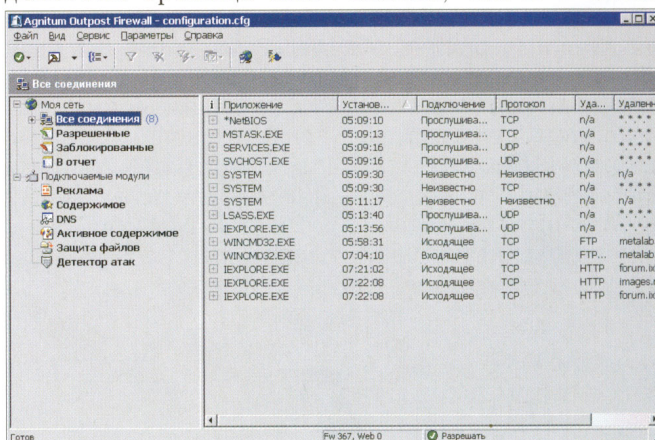 Agnitum Outpost Firewall - configuration.cfg
Файл Вид Сервис Параметры Справка
Все соединения
Моя сеть
Все соединения (8)
Разрешенные
Заблокированные
В отчет
Подключаемые модули
Реклама
Содержимое
DNS
Активное содержимое
Защита файлов
Детектор атак
i Приложение Установ... Подключение Протокол Уда... Удаленн
*NetBIOS 05:09:10 Прослушива... TCP n/a *.*.*.*
MSTASK.EXE 05:09:13 Прослушива... TCP n/a *.*.*.*
SERVICES.EXE 05:09:16 Прослушива... UDP n/a *.*.*.*
SVCHOST.EXE 05:09:16 Прослушива... UDP n/a *.*.*.*
SYSTEM 05:09:30 Неизвестно Неизвестно n/a n/a
SYSTEM 05:09:30 Неизвестно TCP n/a *.*.*.*
SYSTEM 05:11:17 Неизвестно Неизвестно n/a n/a
LSASS.EXE 05:13:40 Прослушива... UDP n/a *.*.*.*
IEXPLORE.EXE 05:13:56 Прослушива... UDP n/a *.*.*.*
WINCMD32.EXE 05:58:31 Исходящее TCP FTP metalab
WINCMD32.EXE 07:04:10 Входящее TCP FTP... metalab
IEXPLORE.EXE 07:21:02 Исходящее TCP HTTP forum.ix
IEXPLORE.EXE 07:22:08 Исходящее TCP HTTP images.r
IEXPLORE.EXE 07:22:08 Исходящее TCP HTTP forum.ix
Готов Fw 367, Web 0 Разрешать